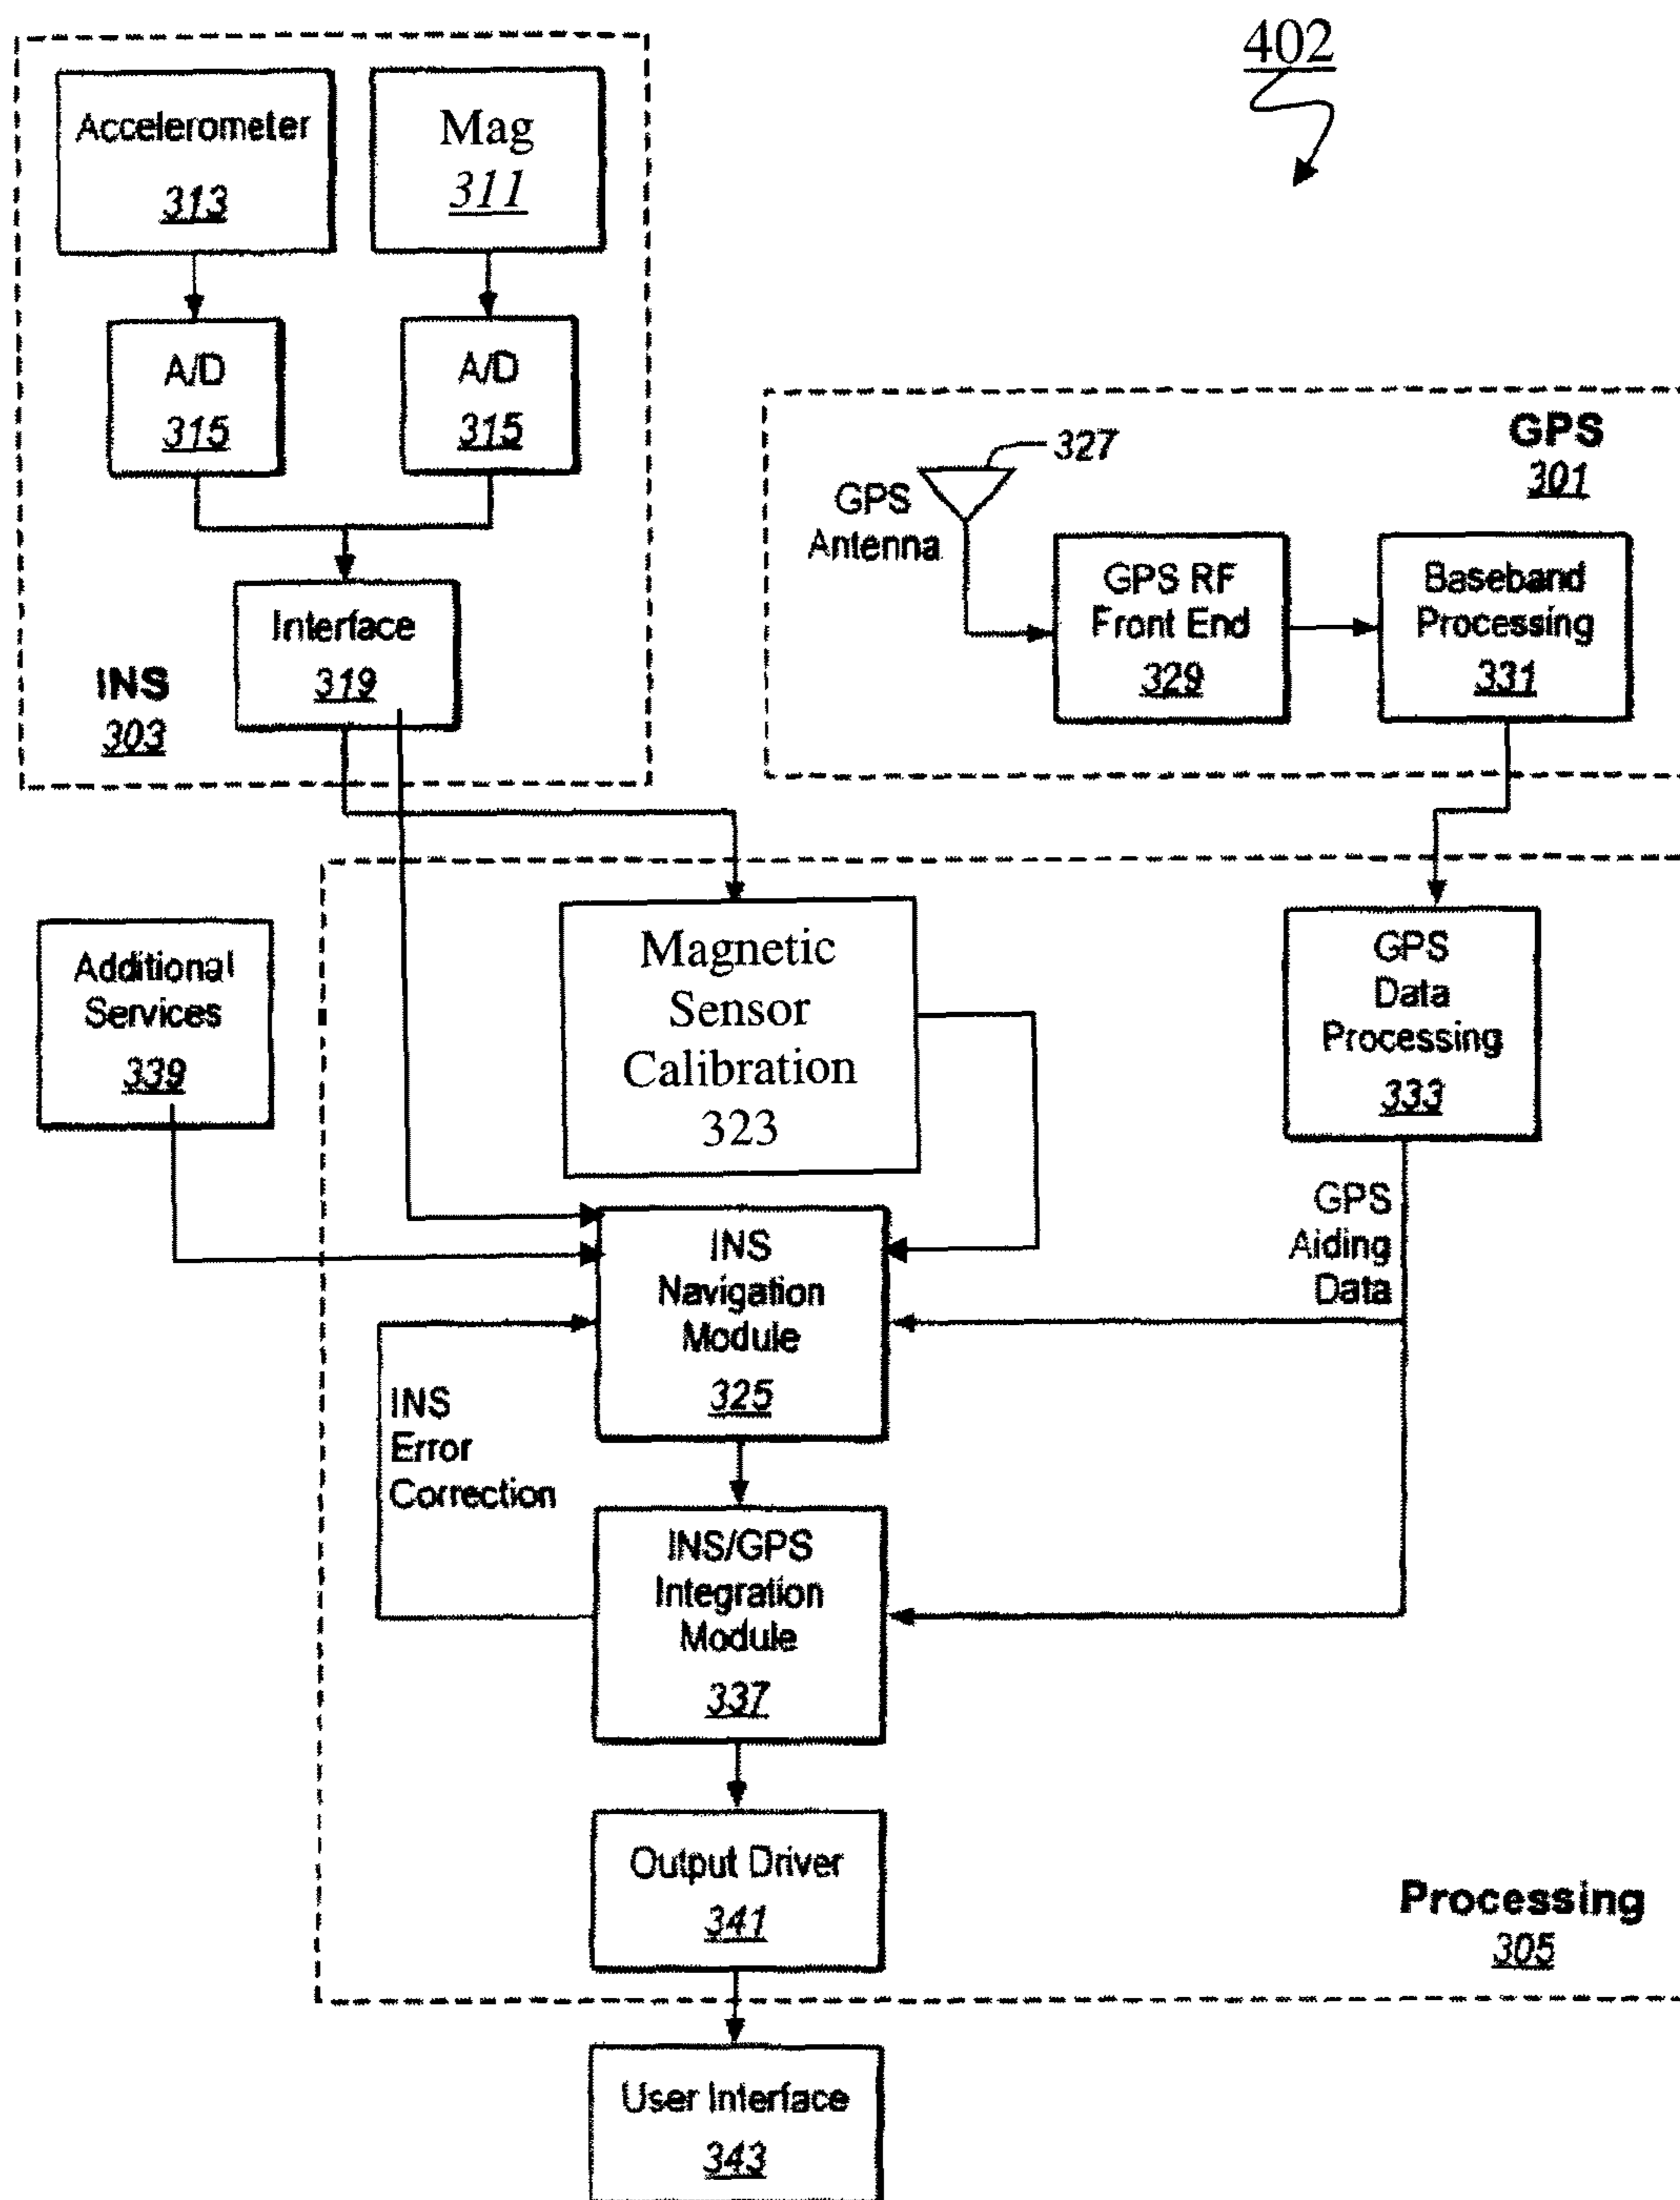 402
Accelerometer
313
Mag
311
A/D
315
A/D
315
Interface
319
INS
303
GPS
301
327
GPS
Antenna
GPS RF
Front End
329
Baseband
Processing
331
Additional
Services
339
Magnetic
Sensor
Calibration
323
GPS
Data
Processing
333
GPS
Aiding
Data
INS
Navigation
Module
325
INS
Error
Correction
INS/GPS
Integration
Module
337
Output Driver
341
Processing
305
User Interface
343